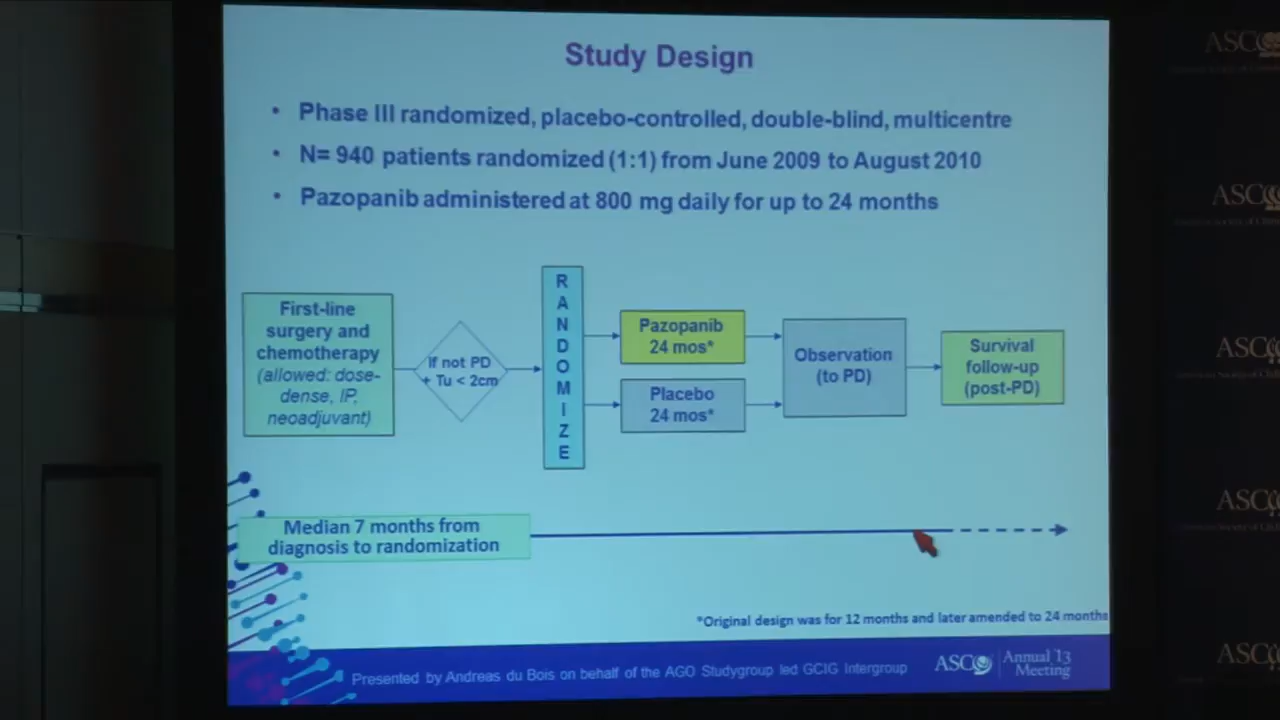 Study Design
• Phase III randomized, placebo-controlled, double-blind, multicentre
• N= 940 patients randomized (1:1) from June 2009 to August 2010
• Pazopanib administered at 800 mg daily for up to 24 months
First-line
surgery and
chemotherapy
(allowed: dose-
dense, IP,
neoadjuvant)
If not PD
+ Tu < 2cm
R
A
N
D
O
M
I
Z
E
Pazopanib
24 mos*
Placebo
24 mos*
Observation
(to PD)
Survival
follow-up
(post-PD)
Median 7 months from
diagnosis to randomization
*Original design was for 12 months and later amended to 24 months
Presented by Andreas du Bois on behalf of the AGO Studygroup led GCIG Intergroup
ASCO
Annual '13
Meeting
ASCO
ASCO
ASCO
ASCO
ASCO